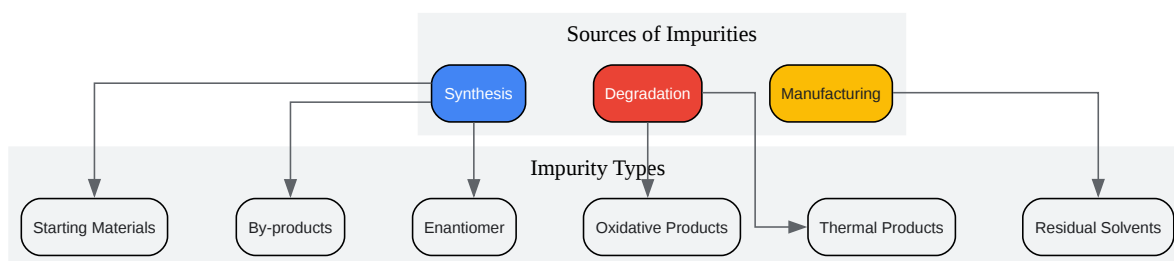 Sources of Impurities
Synthesis
Degradation
Manufacturing
Impurity Types
Starting Materials
By-products
Enantiomer
Oxidative Products
Thermal Products
Residual Solvents